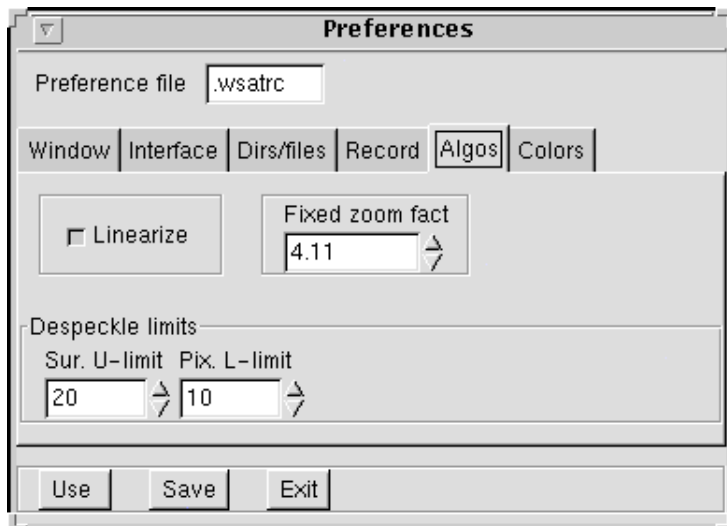 Preferences
Preference file .wsatrc
Window Interface Dirs/files Record Algos Colors
Linearize
Fixed zoom fact
4.11
Despeckle limits
Sur. U-limit Pix. L-limit
20 10
Use Save Exit